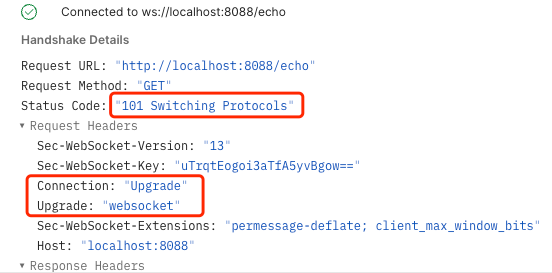 Connected to ws://localhost:8088/echo
Handshake Details
Request URL: "http://localhost:8088/echo"
Request Method: "GET"
Status Code: "101 Switching Protocols"
Request Headers
Sec-WebSocket-Version: "13"
Sec-WebSocket-Key: "uTrqtEogoi3aTfA5yvBgow=="
Connection: "Upgrade"
Upgrade: "websocket"
Sec-WebSocket-Extensions: "permessage-deflate; client_max_window_bits"
Host: "localhost:8088"
Response Headers